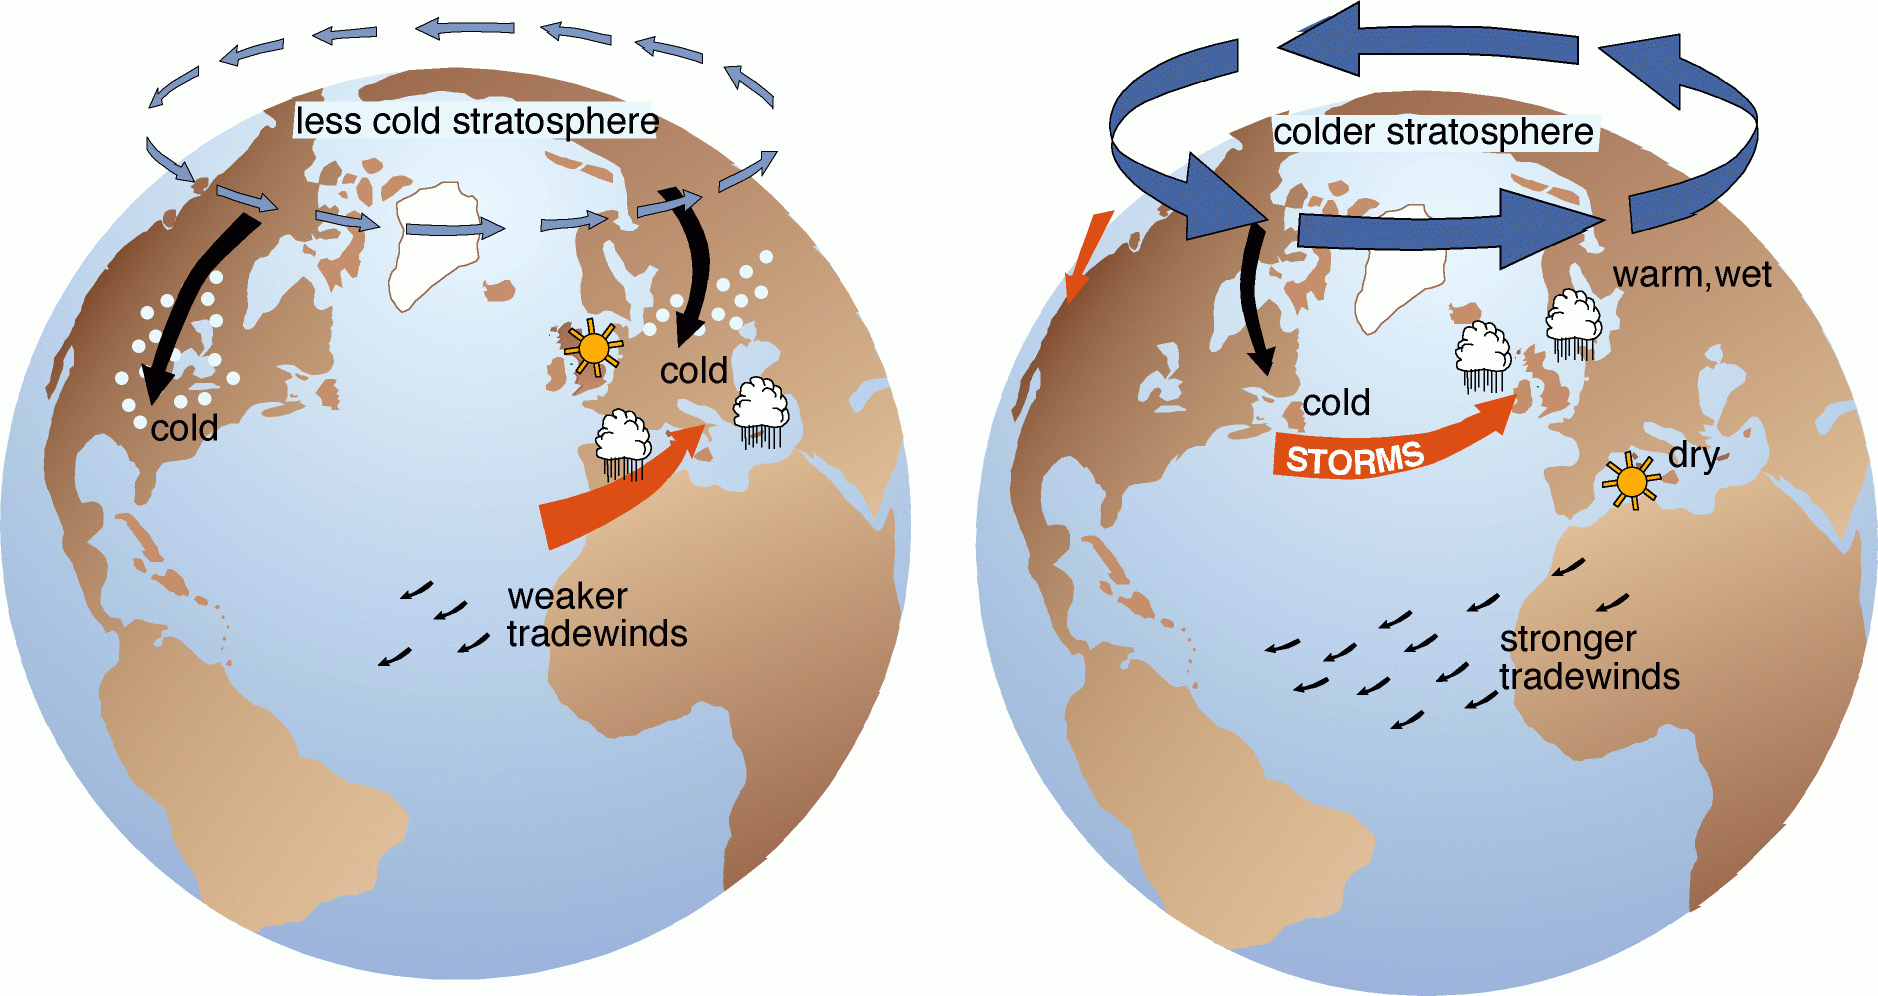 less cold stratosphere
cold
cold
weaker
tradewinds
colder stratosphere
warm,wet
cold
STORMS
dry
stronger
tradewinds